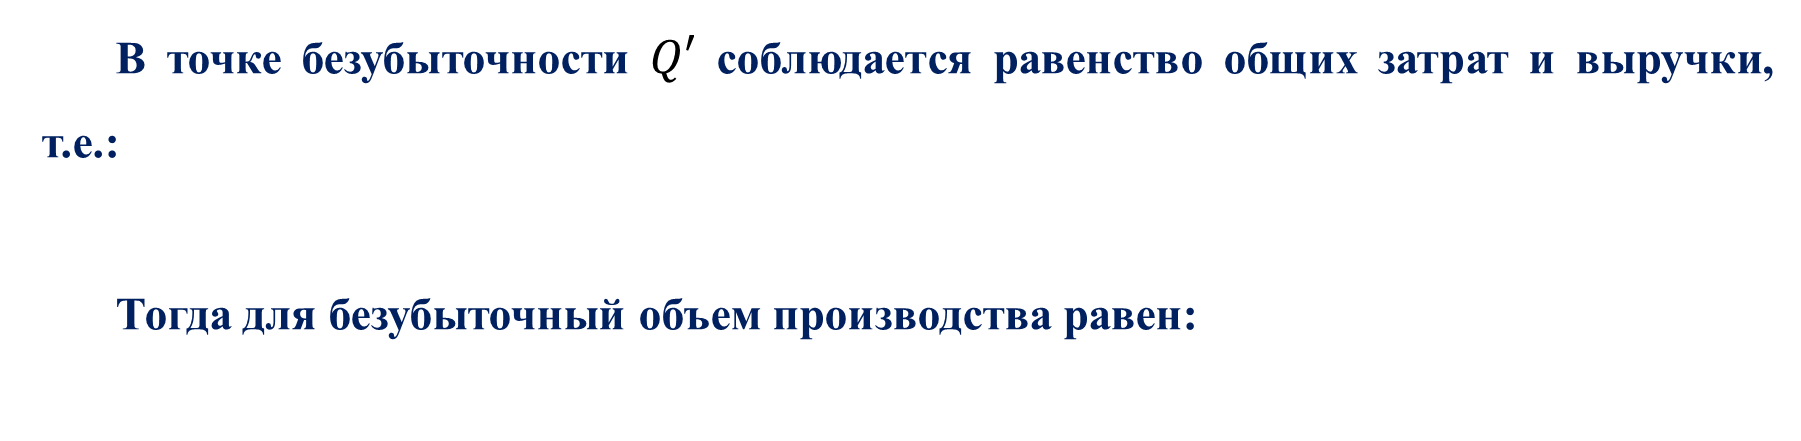 В точке безубыточности Q′ соблюдается равенство общих затрат и выручки,
т.е.:
Тогда для безубыточный объем производства равен: